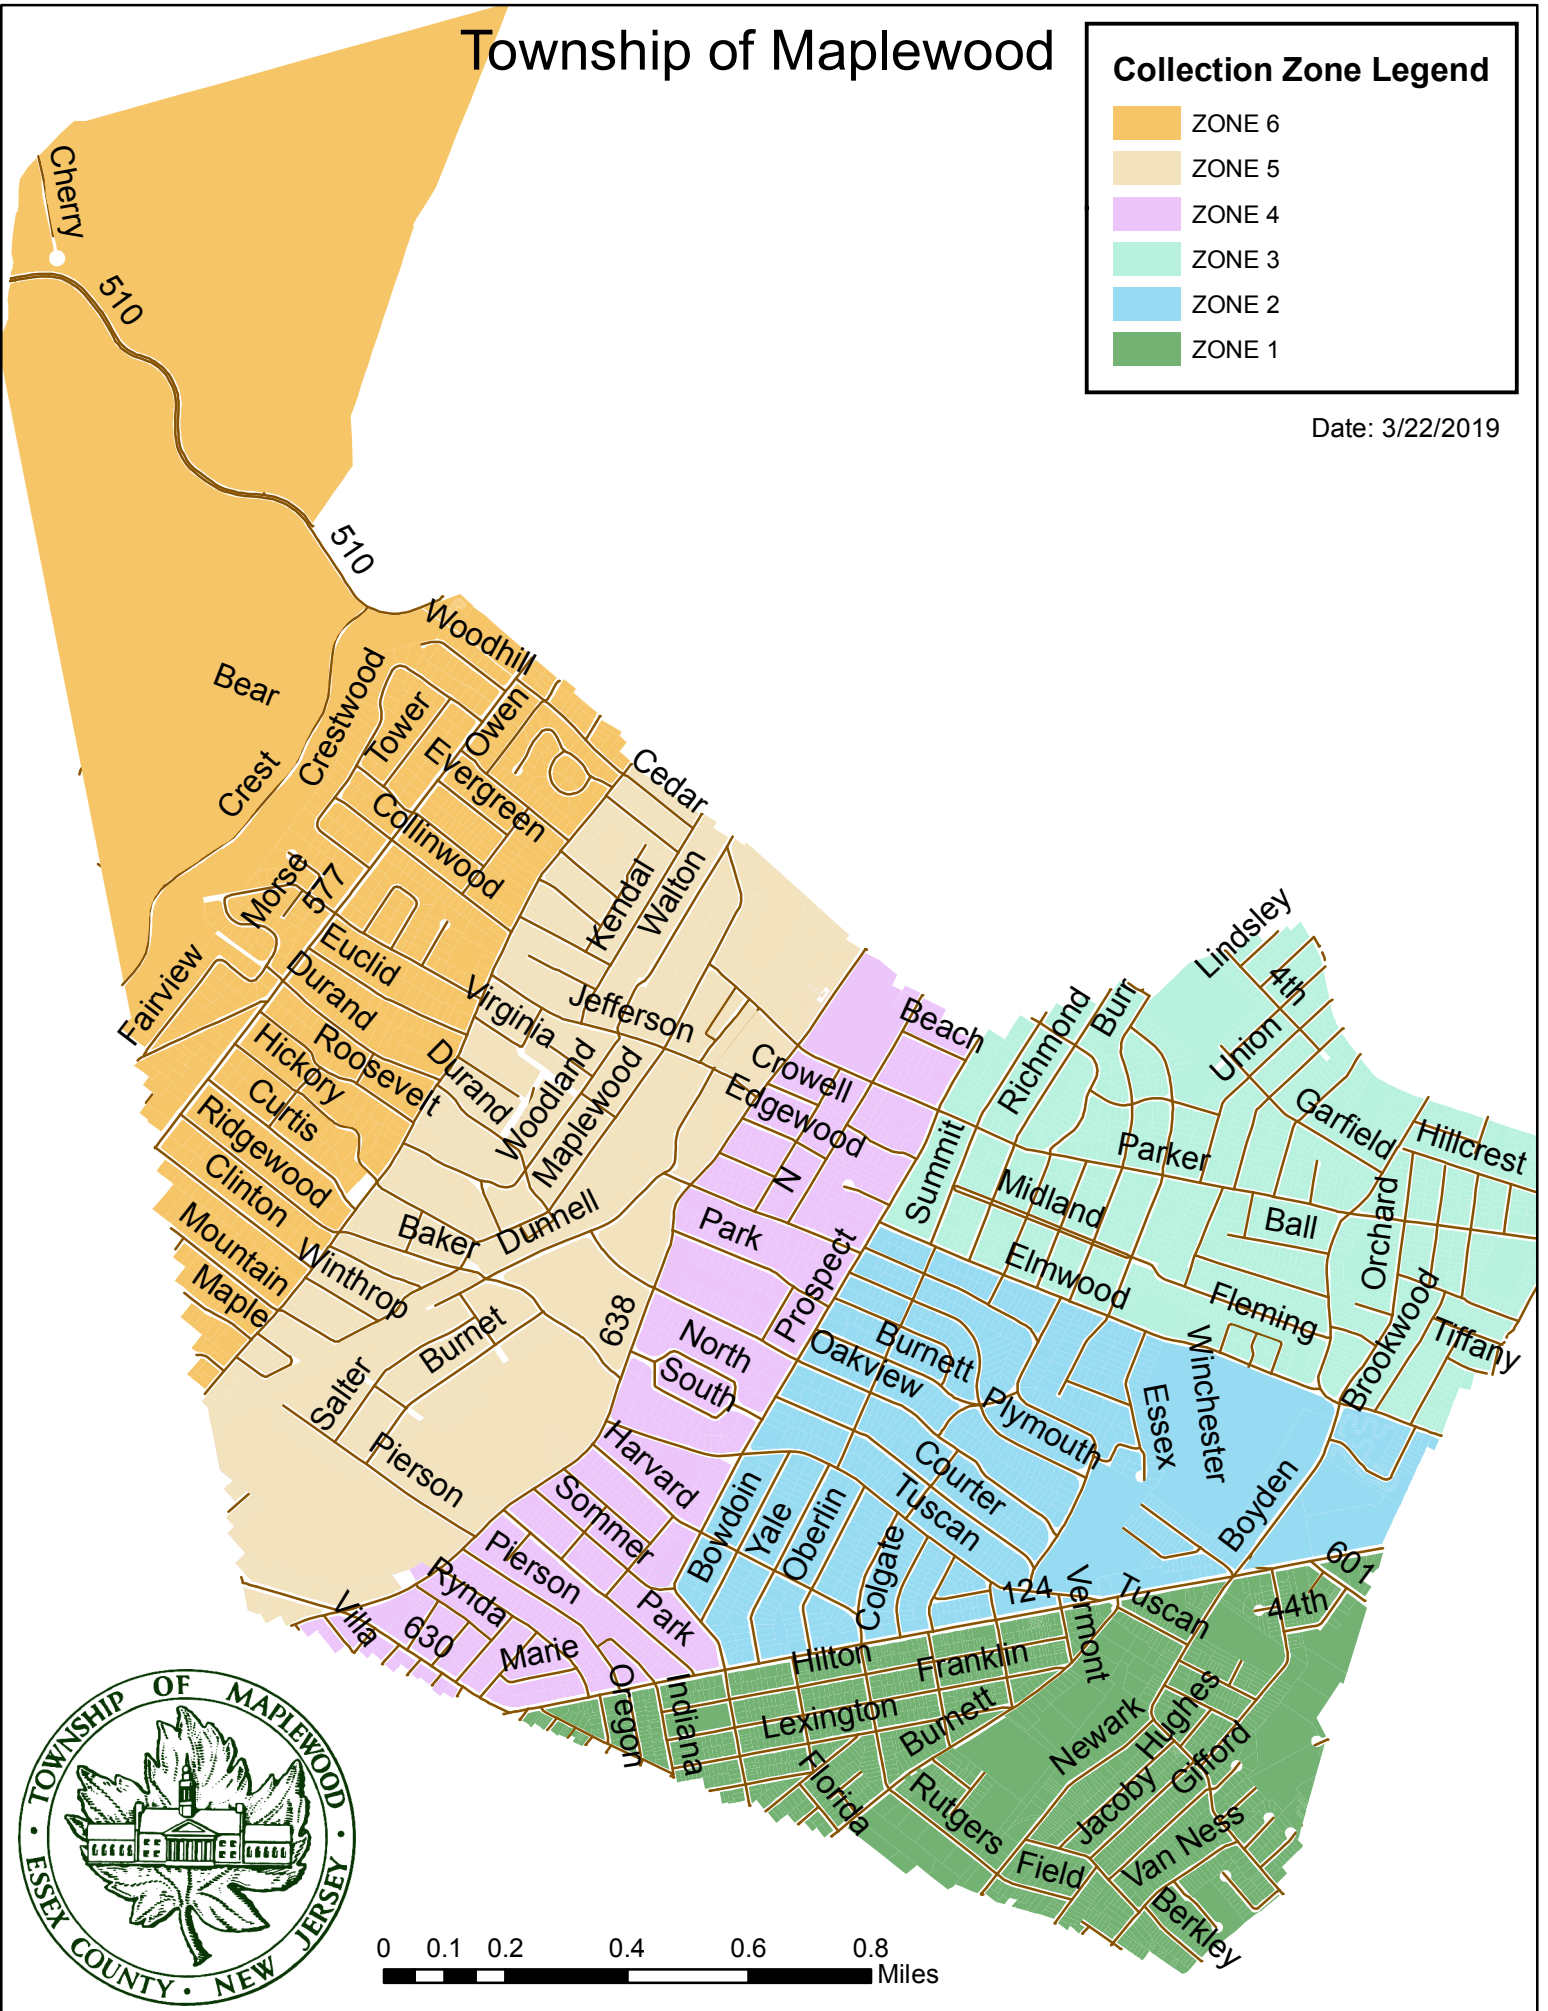 Township of Maplewood
Collection Zone Legend
ZONE 6
ZONE 5
ZONE 4
ZONE 3
ZONE 2
ZONE 1
Date: 3/22/2019
Cherry
510
510
Woodhill
Bear
Crestwood
Tower
Owen
Evergreen
Crest
Collinwood
Cedar
Kendal
Walton
Morse
577
Euclid
Durand
Fairview
Virginia
Jefferson
Roosevelt
Hickory
Durand
Woodland
Maplewood
Curtis
Ridgewood
Clinton
Mountain
Maple
Winthrop
Baker
Dunnell
Burnet
Salter
Pierson
638
Beach
Crowell
Edgewood
N
Park
Prospect
North
South
Harvard
Sommer
Pierson
Rynda
Park
Villa
630
Marie
Lindsley
4th
Richmond
Burr
Union
Garfield
Hillcrest
Summit
Parker
Midland
Ball
Orchard
Elmwood
Fleming
Brookwood
Tiffany
Burnett
Oakview
Plymouth
Winchester
Essex
Courter
Tuscan
Bowdoin
Yale
Oberlin
Colgate
Boyden
124
Vermont
Tuscan
601
44th
Hilton
Franklin
Oregon
Indiana
Lexington
Burnett
Florida
Newark
Hughes
Gifford
Jacoby
Rutgers
Field
Van Ness
Berkley
TOWNSHIP OF MAPLEWOOD
ESSEX COUNTY • NEW JERSEY
0 0.1 0.2 0.4 0.6 0.8
Miles